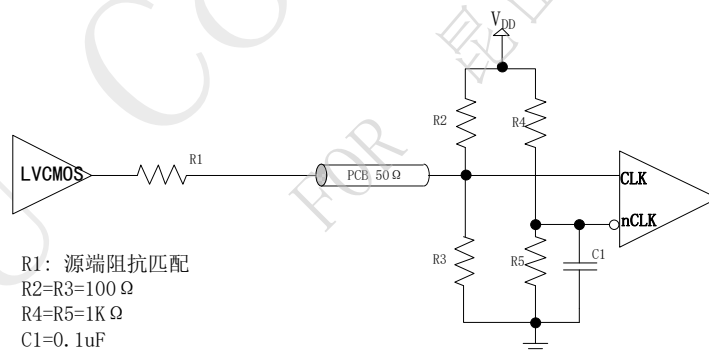 V_DD
R2
R4
R1
LVCMOS
PCB 50Ω
CLK
nCLK
R3
R5
C1
R1: 源端阻抗匹配
R2=R3=100Ω
R4=R5=1KΩ
C1=0.1uF
FOR